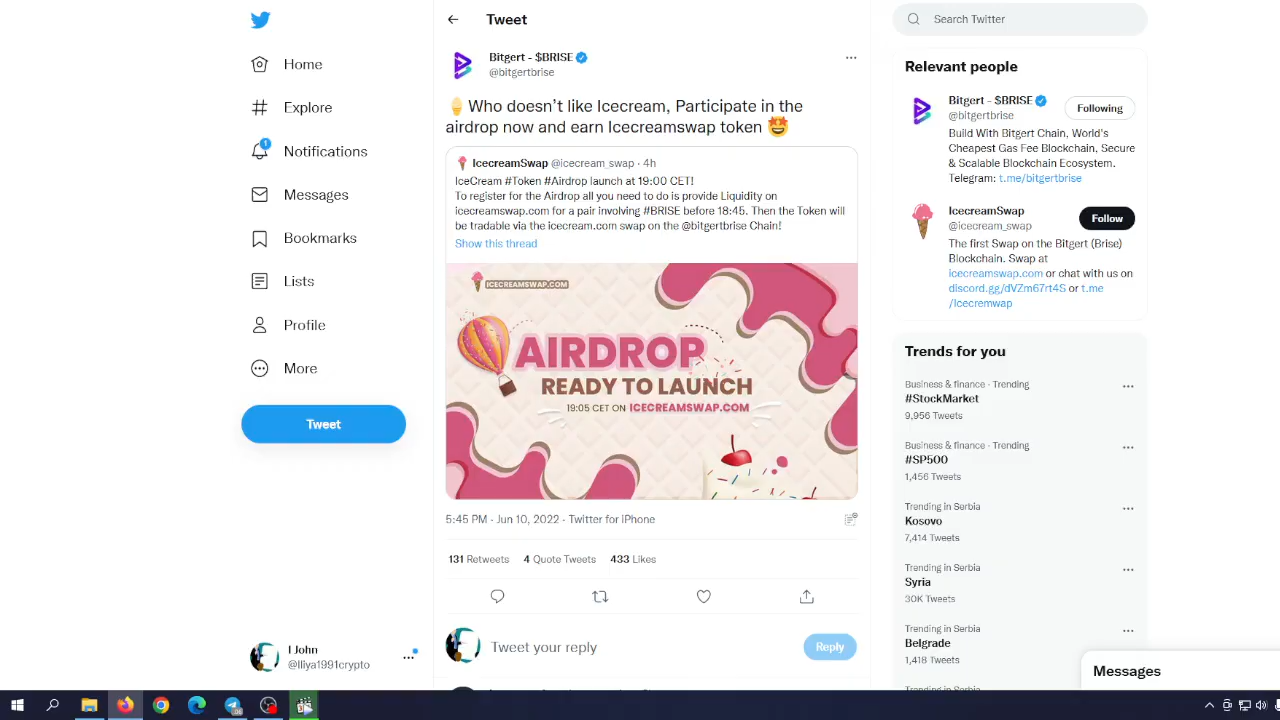 Home
Explore
1
Notifications
Messages
Bookmarks
Lists
Profile
More
Tweet
I John
@Iliya1991crypto
Tweet
Bitgert - $BRISE
@bitgertbrise
🍦Who doesn't like Icecream, Participate in the
airdrop now and earn Icecreamswap token 🤩
IcecreamSwap @icecream_swap · 4h
IceCream #Token #Airdrop launch at 19:00 CET!
To register for the Airdrop all you need to do is provide Liquidity on
icecreamswap.com for a pair involving #BRISE before 18:45. Then the Token will
be tradable via the icecream.com swap on the @bitgertbrise Chain!
Show this thread
ICECREAMSWAP.COM
AIRDROP
READY TO LAUNCH
19:05 CET ON ICECREAMSWAP.COM
5:45 PM · Jun 10, 2022 · Twitter for iPhone
131 Retweets 4 Quote Tweets 433 Likes
Tweet your reply
Reply
Search Twitter
Relevant people
Bitgert - $BRISE
@bitgertbrise
Following
Build With Bitgert Chain, World's
Cheapest Gas Fee Blockchain, Secure
& Scalable Blockchain Ecosystem.
Telegram: t.me/bitgertbrise
IcecreamSwap
@icecream_swap
Follow
The first Swap on the Bitgert (Brise)
Blockchain. Swap at
icecreamswap.com or chat with us on
discord.gg/dVZm67rt4S or t.me
/Icecremwap
Trends for you
Business & finance · Trending
#StockMarket
9,956 Tweets
Business & finance · Trending
#SP500
1,456 Tweets
Trending in Serbia
Kosovo
7,414 Tweets
Trending in Serbia
Syria
30K Tweets
Trending in Serbia
Belgrade
1,418 Tweets
Trending in Serbia
Messages